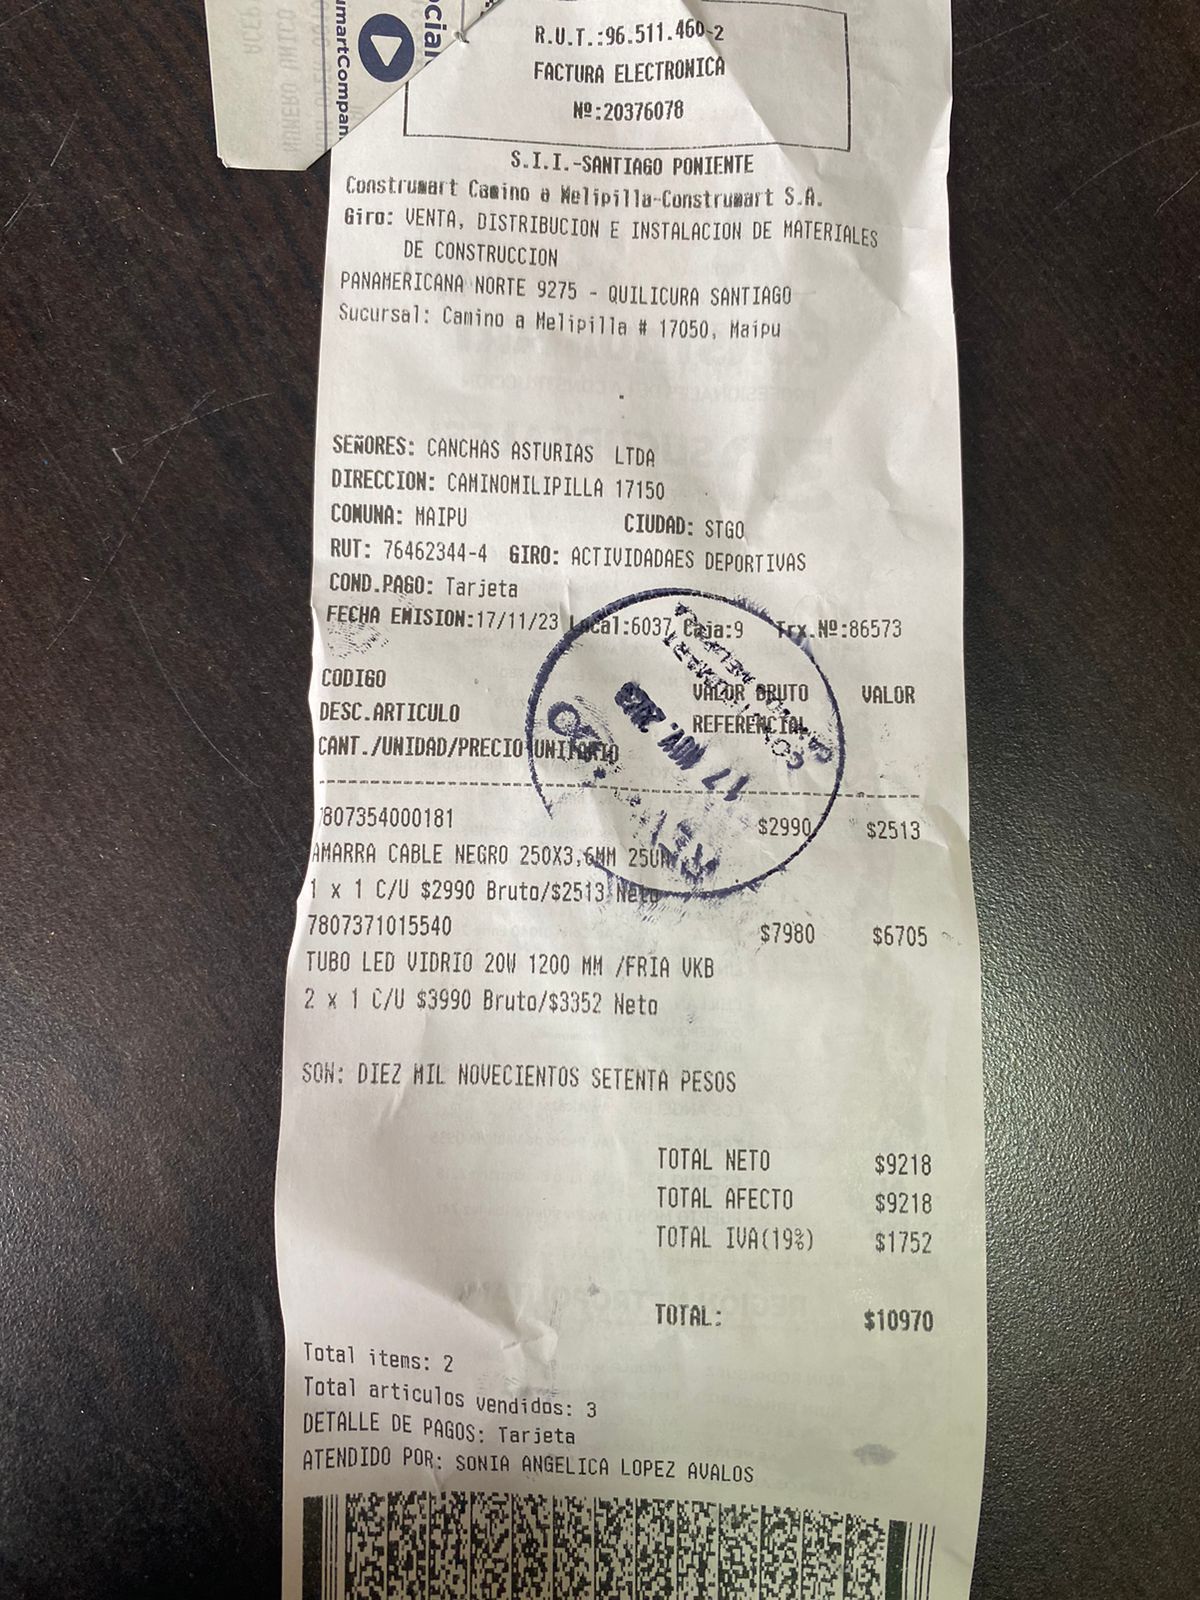 ocial
umartCompan
R.U.T.:96.511.460-2
FACTURA ELECTRONICA
Nº:20376078
S.I.I.-SANTIAGO PONIENTE
Construmart Camino a Melipilla-Construmart S.A.
Giro: VENTA, DISTRIBUCION E INSTALACION DE MATERIALES
DE CONSTRUCCION
PANAMERICANA NORTE 9275 - QUILICURA SANTIAGO
Sucursal: Camino a Melipilla # 17050, Maipu
SEÑORES: CANCHAS ASTURIAS LTDA
DIRECCION: CAMINOMILIPILLA 17150
COMUNA: MAIPU CIUDAD: STGO
RUT: 76462344-4 GIRO: ACTIVIDADAES DEPORTIVAS
COND.PAGO: Tarjeta
FECHA EMISION:17/11/23 Local:6037 Caja:9 Trx.Nº:86573
CODIGO VALOR BRUTO VALOR
DESC.ARTICULO REFERENCIAL
CANT./UNIDAD/PRECIO UNITARIO
17 NOV. 2023
7807354000181 $2990 $2513
AMARRA CABLE NEGRO 250X3,6MM 25UN
1 x 1 C/U $2990 Bruto/$2513 Neto
7807371015540 $7980 $6705
TUBO LED VIDRIO 20W 1200 MM /FRIA VKB
2 x 1 C/U $3990 Bruto/$3352 Neto
SON: DIEZ MIL NOVECIENTOS SETENTA PESOS
TOTAL NETO $9218
TOTAL AFECTO $9218
TOTAL IVA(19%) $1752
TOTAL: $10970
Total items: 2
Total articulos vendidos: 3
DETALLE DE PAGOS: Tarjeta
ATENDIDO POR: SONIA ANGELICA LOPEZ AVALOS